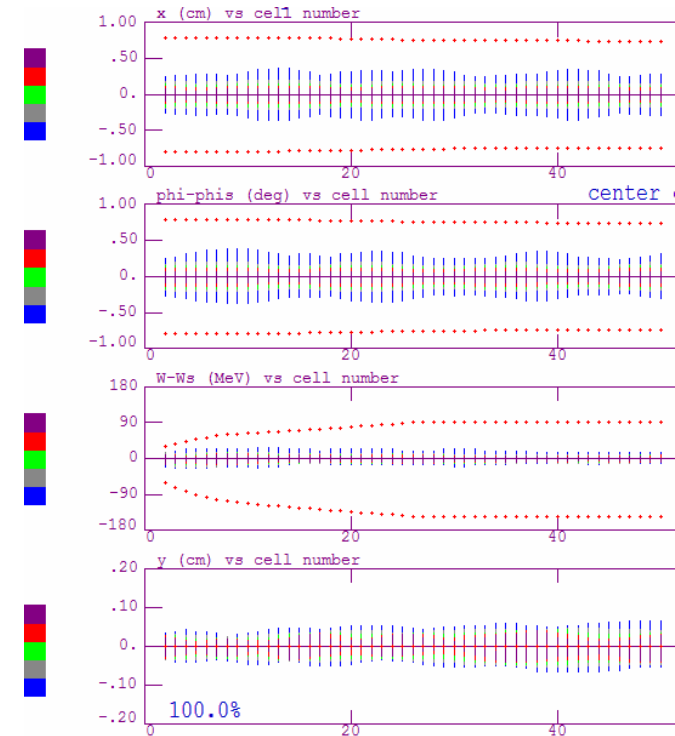 x (cm) vs cell number
1.00
.50
0.
-.50
-1.00
0 20 40
phi-phis (deg) vs cell number
center
1.00
.50
0.
-.50
-1.00
0 20 40
W-Ws (MeV) vs cell number
180
90
0
-90
-180
0 20 40
y (cm) vs cell number
.20
.10
0.
-.10
-.20
100.0%
0 20 40